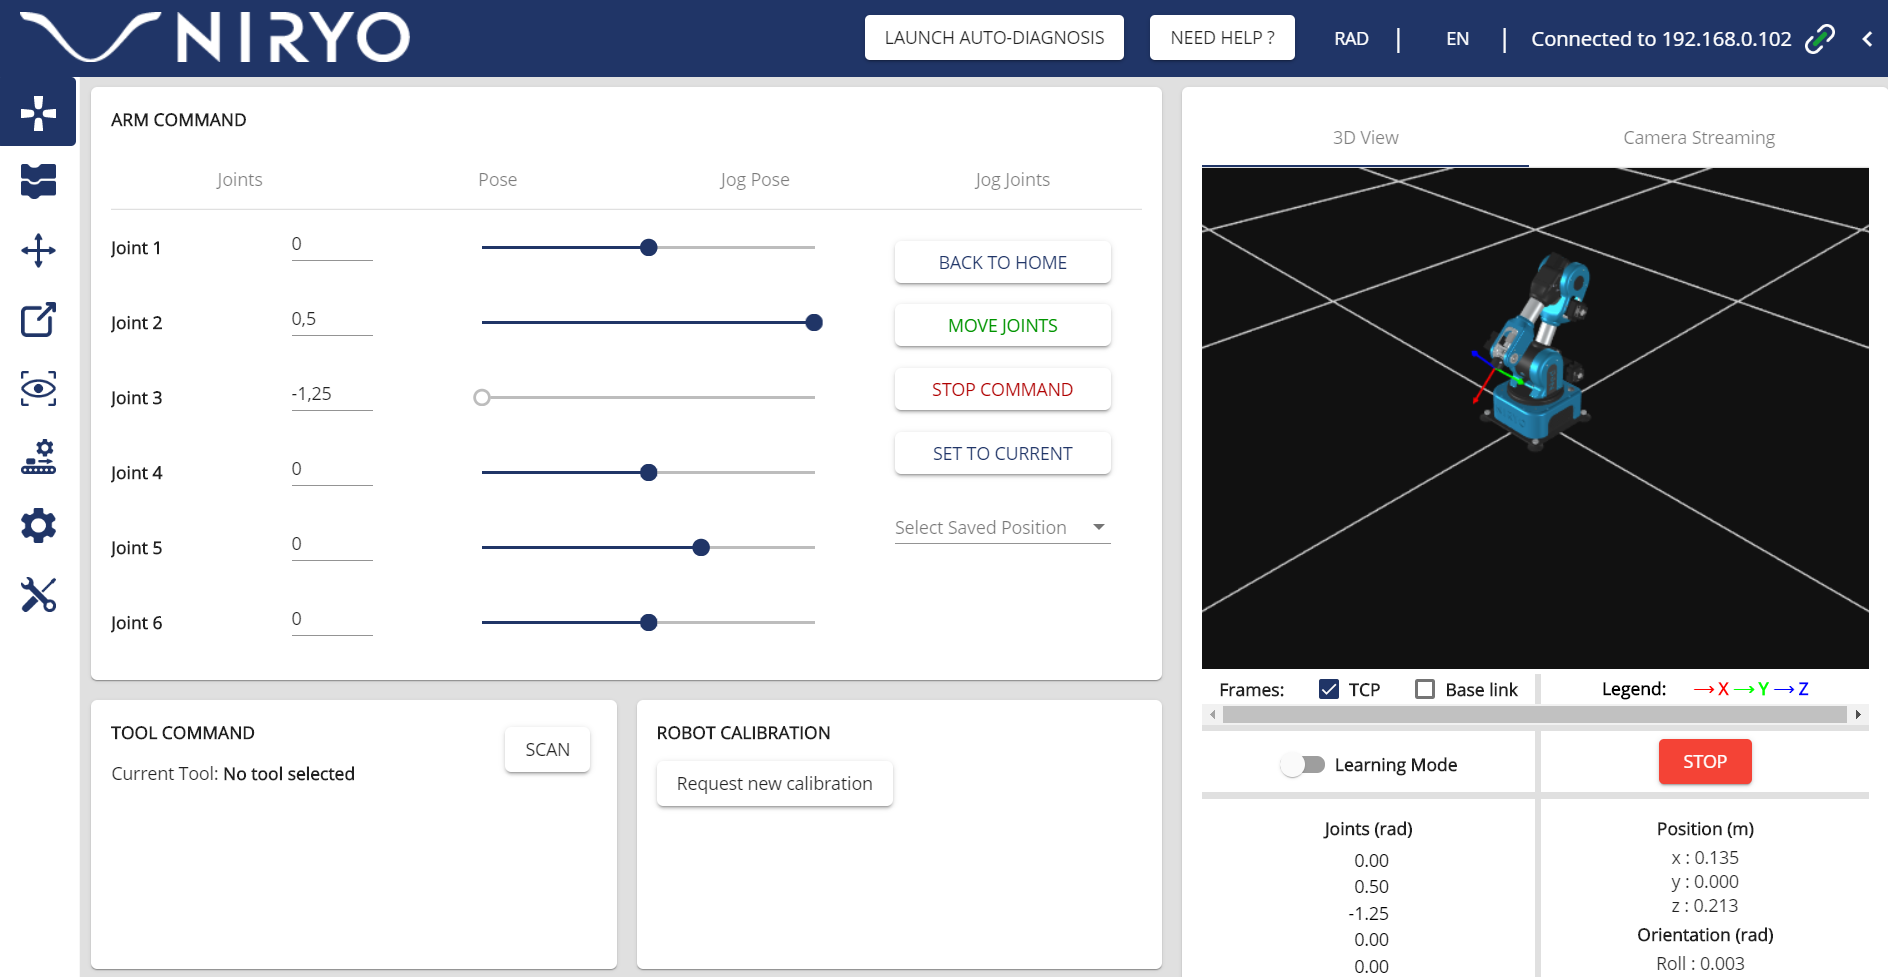 NIRYO
LAUNCH AUTO-DIAGNOSIS
NEED HELP ?
RAD | EN | Connected to 192.168.0.102
ARM COMMAND
Joints Pose Jog Pose Jog Joints
Joint 1 0
Joint 2 0,5
Joint 3 -1,25
Joint 4 0
Joint 5 0
Joint 6 0
BACK TO HOME
MOVE JOINTS
STOP COMMAND
SET TO CURRENT
Select Saved Position
TOOL COMMAND
SCAN
Current Tool: No tool selected
ROBOT CALIBRATION
Request new calibration
3D View Camera Streaming
Frames: TCP Base link
Legend: X Y Z
Learning Mode
STOP
Joints (rad)
0.00
0.50
-1.25
0.00
0.00
Position (m)
x : 0.135
y : 0.000
z : 0.213
Orientation (rad)
Roll : 0.003